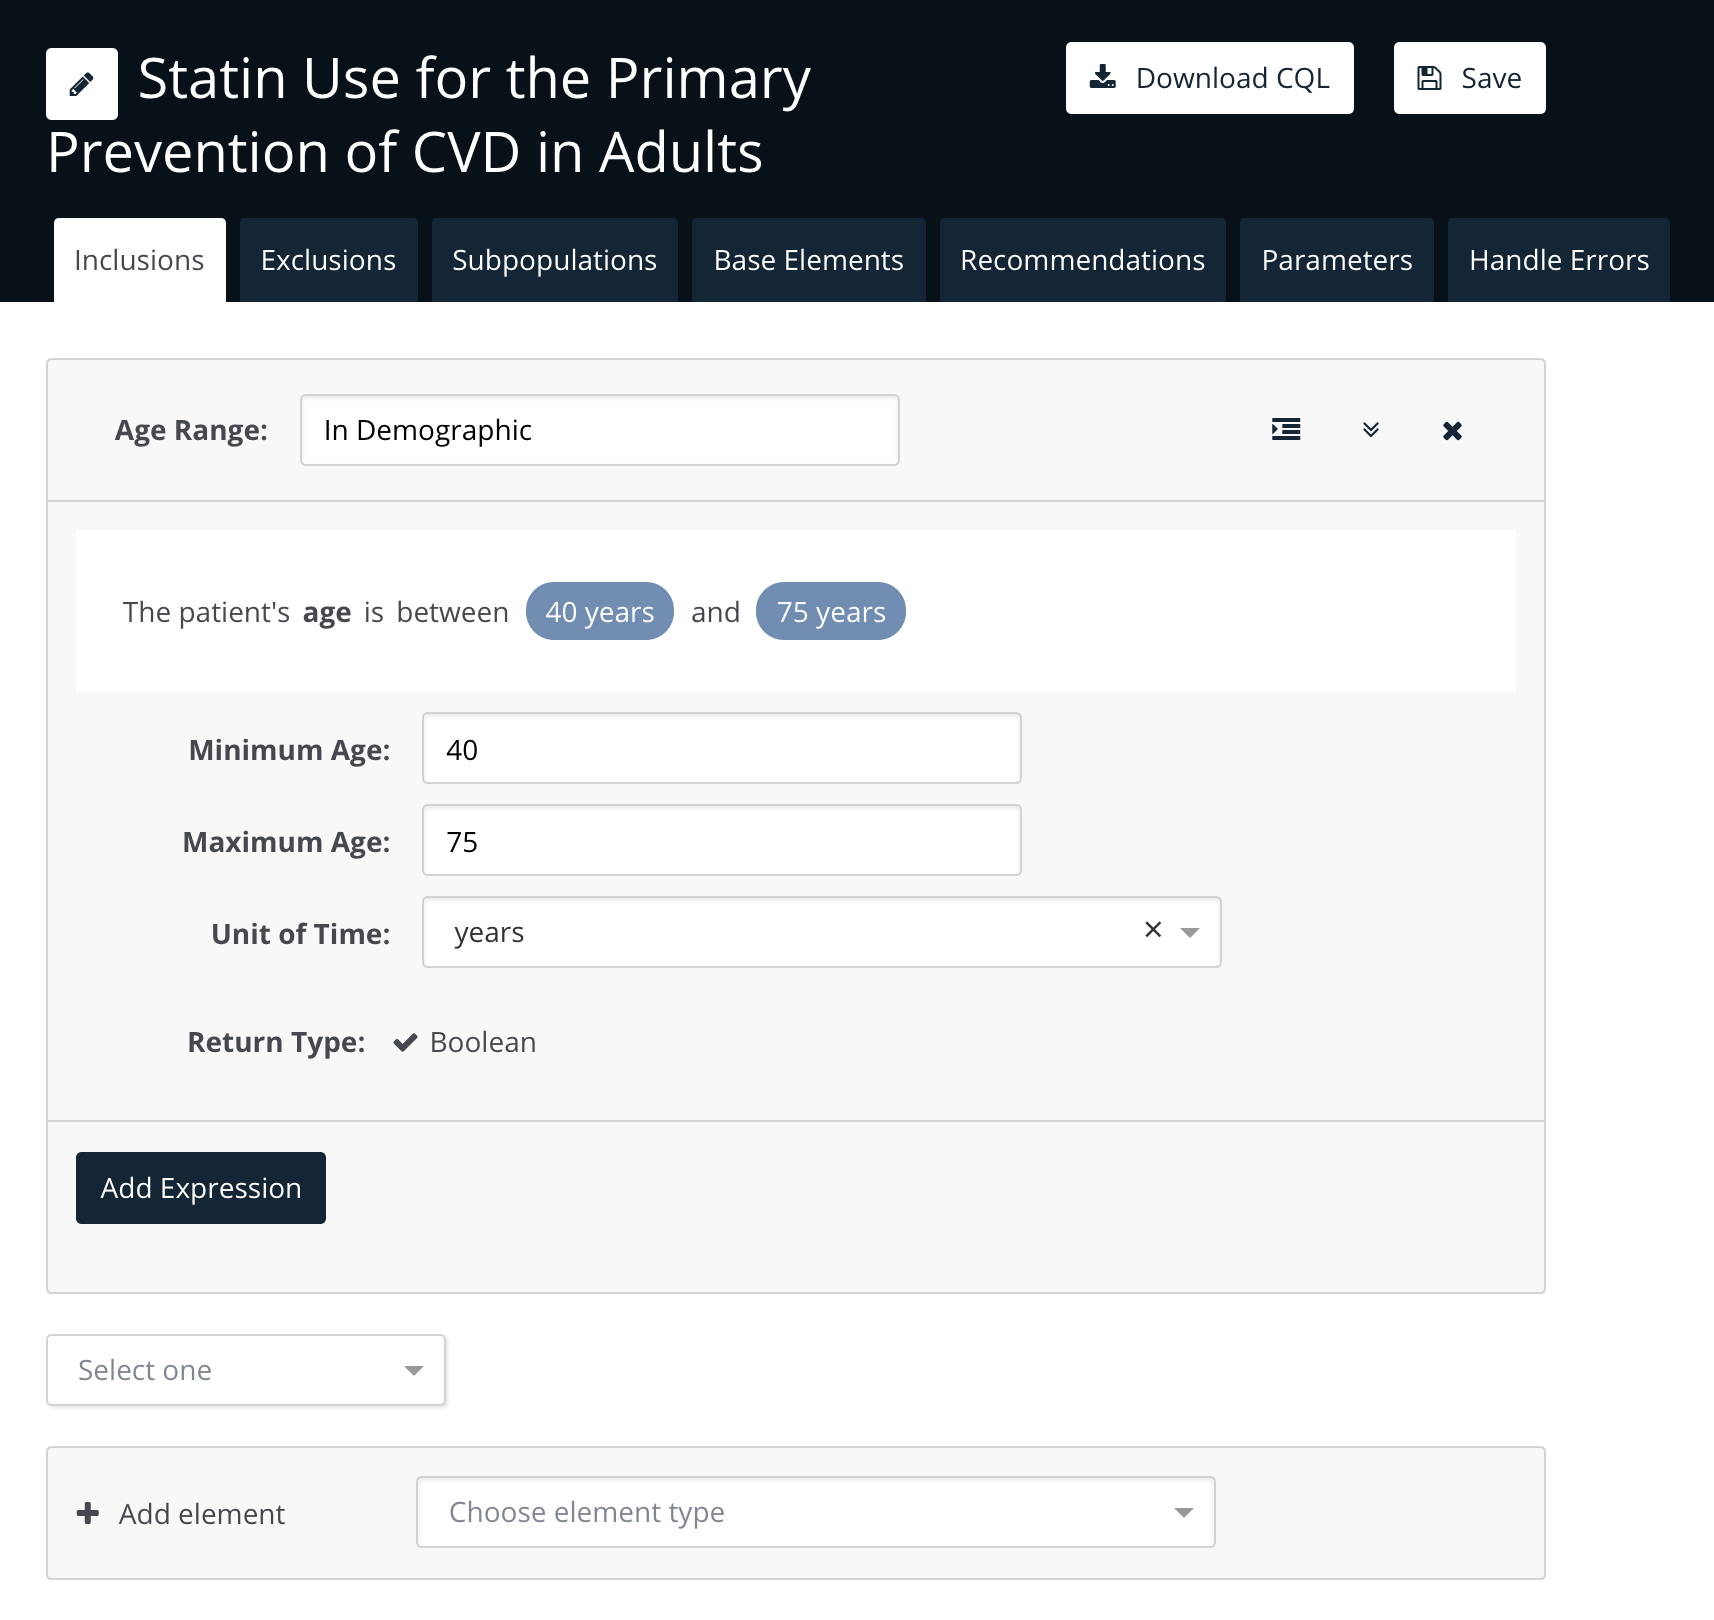 Statin Use for the Primary
Prevention of CVD in Adults
Download CQL
Save
Inclusions
Exclusions
Subpopulations
Base Elements
Recommendations
Parameters
Handle Errors
Age Range: In Demographic
The patient's age is between 40 years and 75 years
Minimum Age: 40
Maximum Age: 75
Unit of Time: years
Return Type: Boolean
Add Expression
Select one
Add element Choose element type